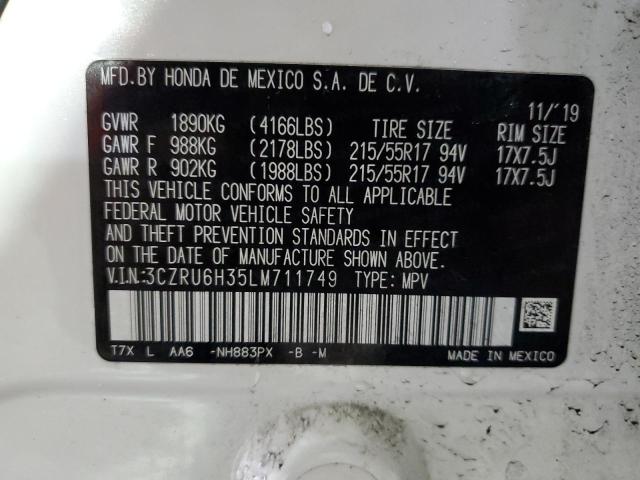 MFD.BY HONDA DE MEXICO S.A. DE C.V.
11/'19
GVWR 1890KG (4166LBS) TIRE SIZE RIM SIZE
GAWR F 988KG (2178LBS) 215/55R17 94V 17X7.5J
GAWR R 902KG (1988LBS) 215/55R17 94V 17X7.5J
THIS VEHICLE CONFORMS TO ALL APPLICABLE
FEDERAL MOTOR VEHICLE SAFETY
AND THEFT PREVENTION STANDARDS IN EFFECT
ON THE DATE OF MANUFACTURE SHOWN ABOVE.
V.I.N.:3CZRU6H35LM711749 TYPE: MPV
T7X L AA6 -NH883PX -B -M MADE IN MEXICO